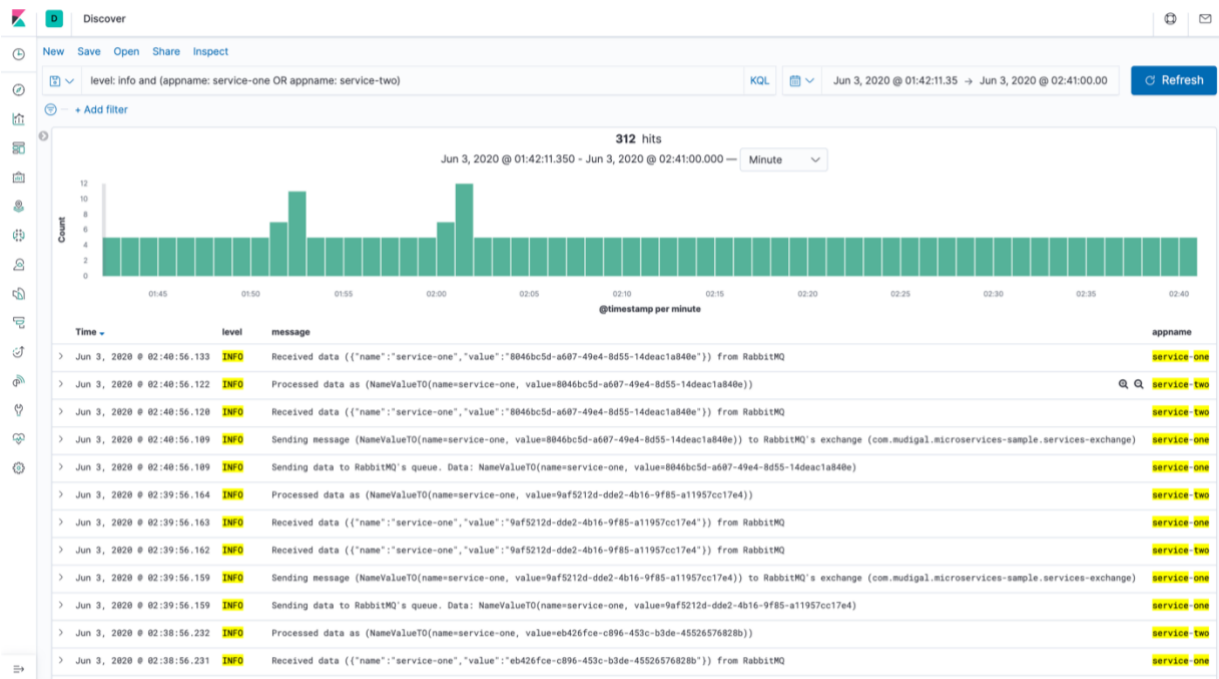 D Discover
New Save Open Share Inspect
level: info and (appname: service-one OR appname: service-two) KQL Jun 3, 2020 @ 01:42:11.35 → Jun 3, 2020 @ 02:41:00.00 Refresh
+ Add filter
312 hits
Jun 3, 2020 @ 01:42:11.350 - Jun 3, 2020 @ 02:41:00.000 — Minute
Count
12
10
8
6
4
2
0
01:45 01:50 01:55 02:00 02:05 02:10 02:15 02:20 02:25 02:30 02:35 02:40
@timestamp per minute
Time level message appname
Jun 3, 2020 @ 02:40:56.133 INFO Received data ({"name":"service-one","value":"8046bc5d-a607-49e4-8d55-14deac1a840e"}) from RabbitMQ service-one
Jun 3, 2020 @ 02:40:56.122 INFO Processed data as (NameValueTO(name=service-one, value=8046bc5d-a607-49e4-8d55-14deac1a840e)) service-two
Jun 3, 2020 @ 02:40:56.120 INFO Received data ({"name":"service-one","value":"8046bc5d-a607-49e4-8d55-14deac1a840e"}) from RabbitMQ service-two
Jun 3, 2020 @ 02:40:56.109 INFO Sending message (NameValueTO(name=service-one, value=8046bc5d-a607-49e4-8d55-14deac1a840e)) to RabbitMQ's exchange (com.mudigal.microservices-sample.services-exchange) service-one
Jun 3, 2020 @ 02:40:56.109 INFO Sending data to RabbitMQ's queue. Data: NameValueTO(name=service-one, value=8046bc5d-a607-49e4-8d55-14deac1a840e) service-one
Jun 3, 2020 @ 02:39:56.164 INFO Processed data as (NameValueTO(name=service-one, value=9af5212d-dde2-4b16-9f85-a11957cc17e4)) service-two
Jun 3, 2020 @ 02:39:56.163 INFO Received data ({"name":"service-one","value":"9af5212d-dde2-4b16-9f85-a11957cc17e4"}) from RabbitMQ service-one
Jun 3, 2020 @ 02:39:56.162 INFO Received data ({"name":"service-one","value":"9af5212d-dde2-4b16-9f85-a11957cc17e4"}) from RabbitMQ service-two
Jun 3, 2020 @ 02:39:56.159 INFO Sending message (NameValueTO(name=service-one, value=9af5212d-dde2-4b16-9f85-a11957cc17e4)) to RabbitMQ's exchange (com.mudigal.microservices-sample.services-exchange) service-one
Jun 3, 2020 @ 02:39:56.159 INFO Sending data to RabbitMQ's queue. Data: NameValueTO(name=service-one, value=9af5212d-dde2-4b16-9f85-a11957cc17e4) service-one
Jun 3, 2020 @ 02:38:56.232 INFO Processed data as (NameValueTO(name=service-one, value=eb426fce-c896-453c-b3de-45526576828b)) service-two
Jun 3, 2020 @ 02:38:56.231 INFO Received data ({"name":"service-one","value":"eb426fce-c896-453c-b3de-45526576828b"}) from RabbitMQ service-one